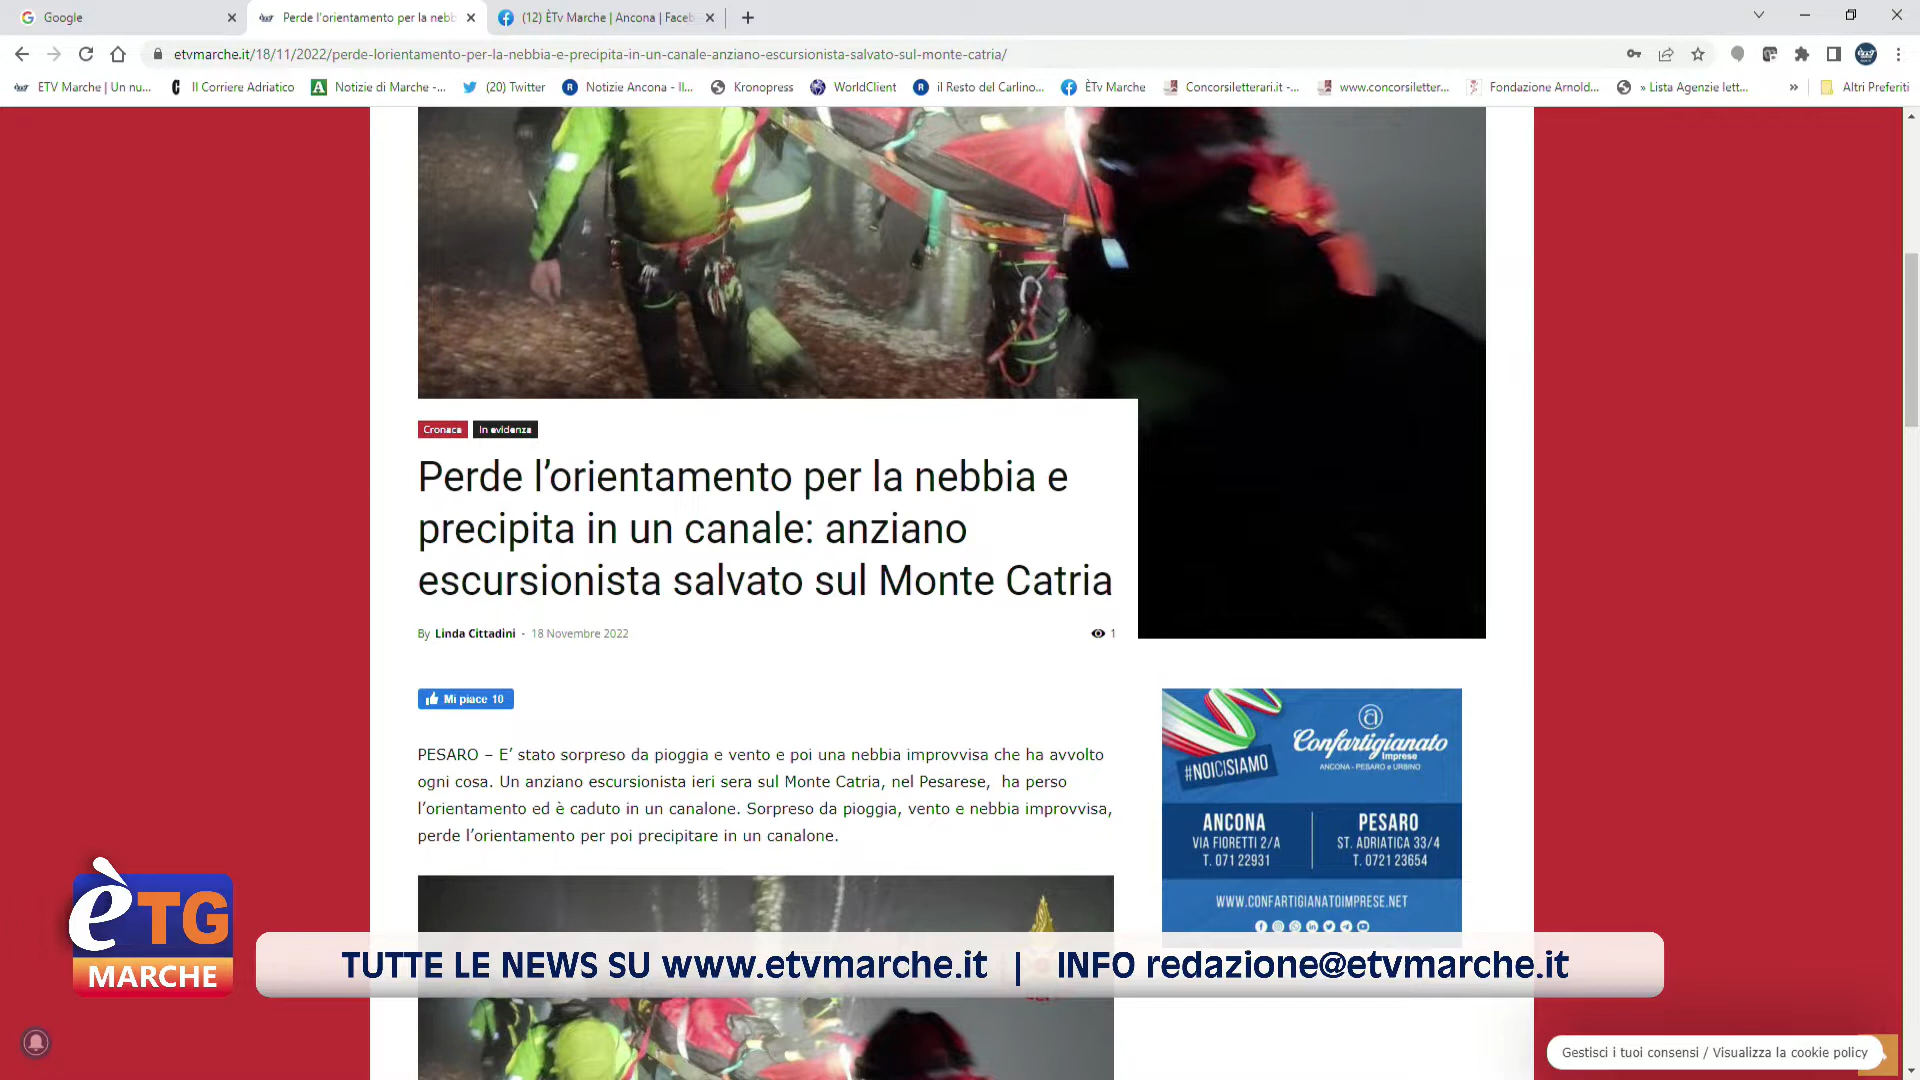 Google
Perde l'orientamento per la nebb
(12) ÈTv Marche | Ancona | Faceb
etvmarche.it/18/11/2022/perde-lorientamento-per-la-nebbia-e-precipita-in-un-canale-anziano-escursionista-salvato-sul-monte-catria/
ETV Marche | Un nu...
Il Corriere Adriatico
Notizie di Marche -...
(20) Twitter
Notizie Ancona - Il...
Kronopress
WorldClient
il Resto del Carlino...
ÈTv Marche
Concorsiletterari.it -...
www.concorsiletter...
Fondazione Arnold...
» Lista Agenzie lett...
»
Altri Preferiti
Cronaca
In evidenza
Perde l’orientamento per la nebbia e
precipita in un canale: anziano
escursionista salvato sul Monte Catria
By Linda Cittadini - 18 Novembre 2022
1
Mi piace 10
PESARO – E’ stato sorpreso da pioggia e vento e poi una nebbia improvvisa che ha avvolto
ogni cosa. Un anziano escursionista ieri sera sul Monte Catria, nel Pesarese, ha perso
l’orientamento ed è caduto in un canalone. Sorpreso da pioggia, vento e nebbia improvvisa,
perde l’orientamento per poi precipitare in un canalone.
#NOICISIAMO
Confartigianato
Imprese
ANCONA - PESARO e URBINO
ANCONA
VIA FIORETTI 2/A
T. 071 22931
PESARO
ST. ADRIATICA 33/4
T. 0721 23654
WWW.CONFARTIGIANATOIMPRESE.NET
èTG
MARCHE
TUTTE LE NEWS SU www.etvmarche.it | INFO redazione@etvmarche.it
Gestisci i tuoi consensi / Visualizza la cookie policy